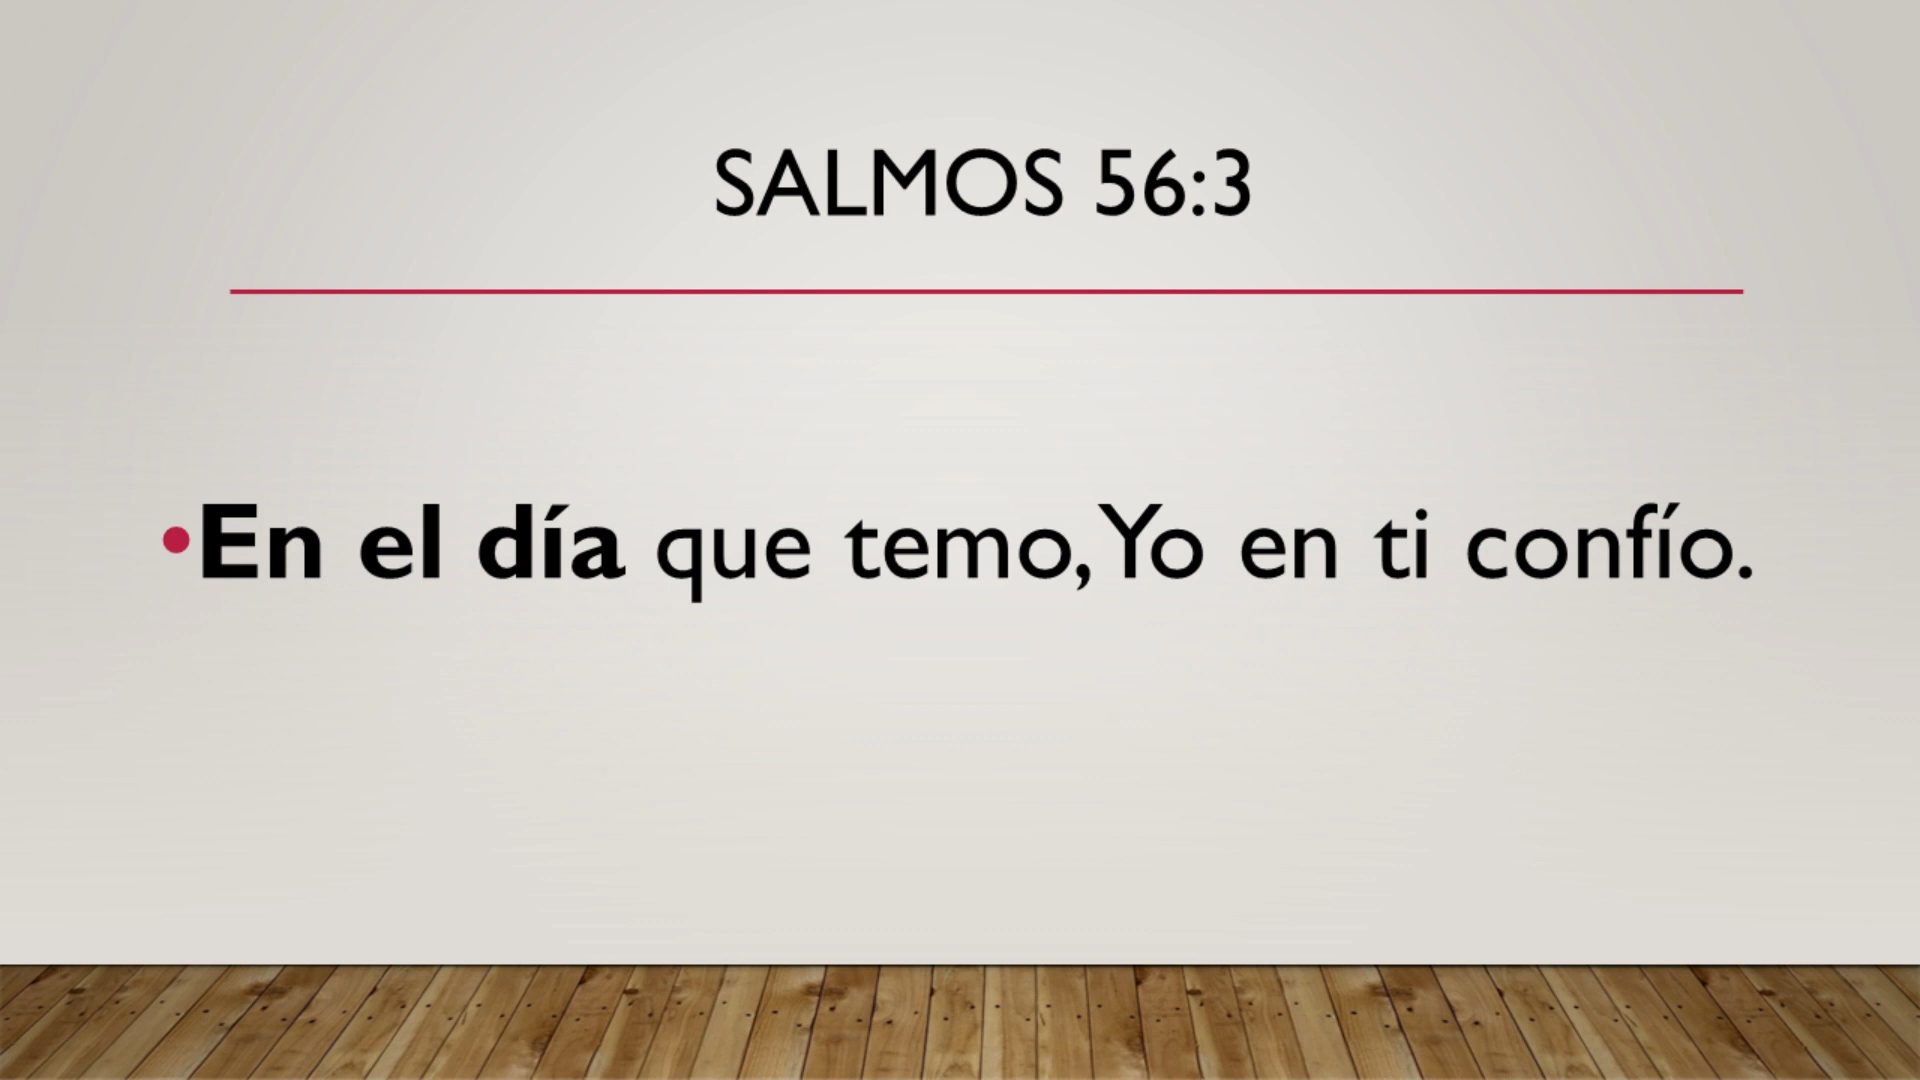 SALMOS 56:3
•En el día que temo, Yo en ti confío.